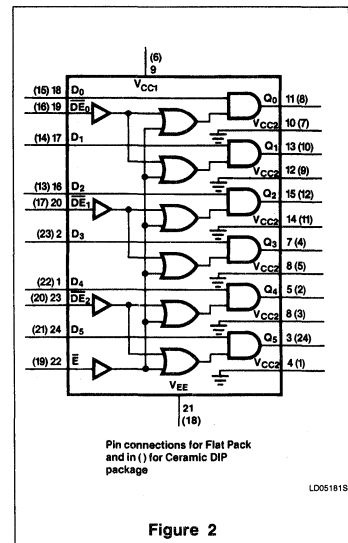 (6)
9
VCC1
(15) 18 D0
Q0 11 (8)
(16) 19 DE0
VCC2 10 (7)
(14) 17 D1
Q1 13 (10)
VCC2 12 (9)
(13) 16 D2
Q2 15 (12)
(17) 20 DE1
VCC2 14 (11)
(23) 2 D3
Q3 7 (4)
VCC2 8 (5)
(22) 1 D4
Q4 5 (2)
(20) 23 DE2
VCC2 8 (3)
(21) 24 D5
Q5 3 (24)
(19) 22 E
VCC2 4 (1)
VEE
21
(18)
Pin connections for Flat Pack
and in ( ) for Ceramic DIP
package
LD05181S
Figure 2